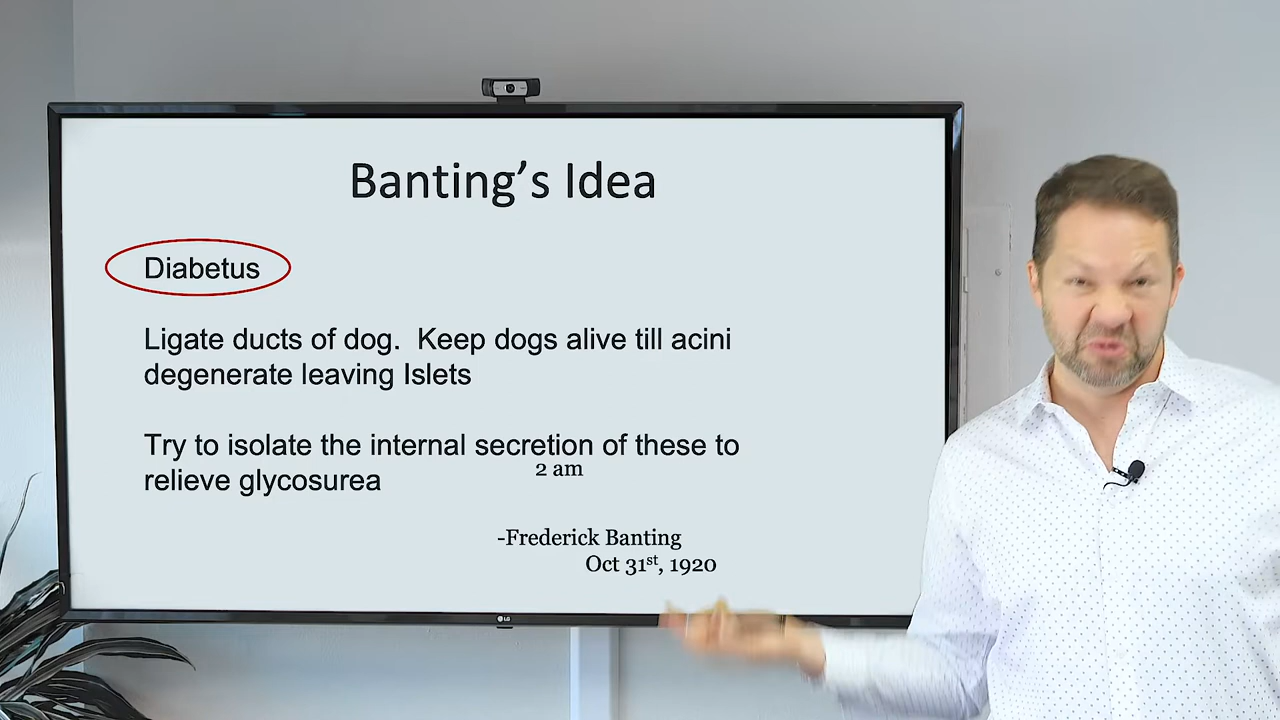 Banting’s Idea
Diabetus
Ligate ducts of dog.  Keep dogs alive till acini
degenerate leaving Islets
Try to isolate the internal secretion of these to
2 am
relieve glycosurea
-Frederick Banting
Oct 31st, 1920
LG